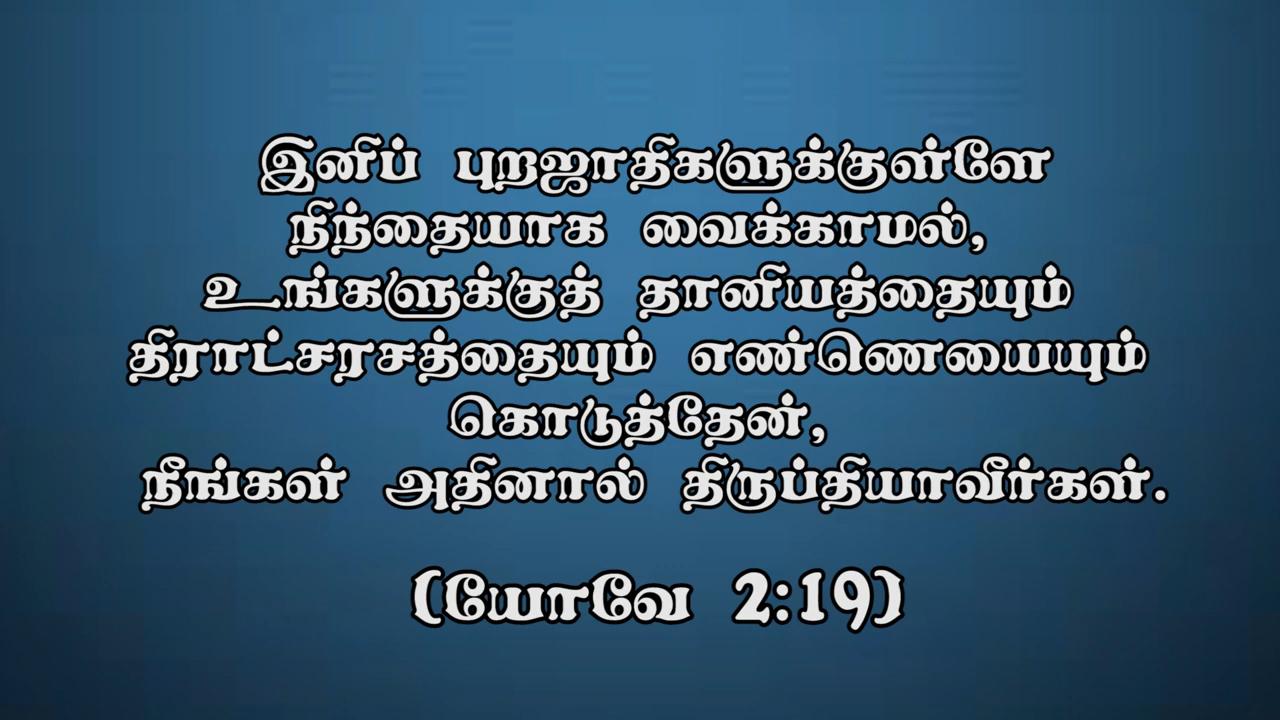 இனிப் புறஜாதிகளுக்குள்ளே
நிந்தையாக வைக்காமல்,
உங்களுக்குத் தானியத்தையும்
திராட்சரசத்தையும் எண்ணெயையும்
கொடுத்தேன்,
நீங்கள் அதினால் திருப்தியாவீர்கள்.
(யோவே 2:19)